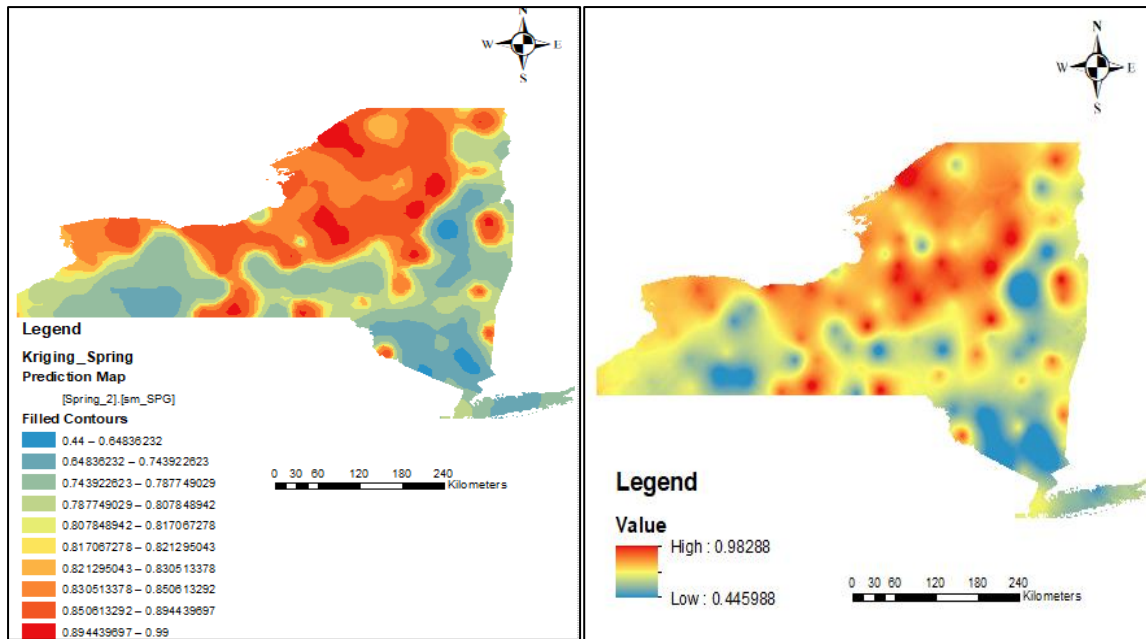 N
W E
S
Legend
Kriging_Spring
Prediction Map
[Spring_2].[sm_SPG]
Filled Contours
0.44 – 0.64836232
0.64836232 – 0.743922623
0.743922623 – 0.787749029
0.787749029 – 0.807848942
0.807848942 – 0.817067278
0.817067278 – 0.821295043
0.821295043 – 0.830513378
0.830513378 – 0.850613292
0.850613292 – 0.894439697
0.894439697 – 0.99
0 30 60 120 180 240
Kilometers
N
W E
S
Legend
Value
High : 0.98288
Low : 0.445988
0 30 60 120 180 240
Kilometers